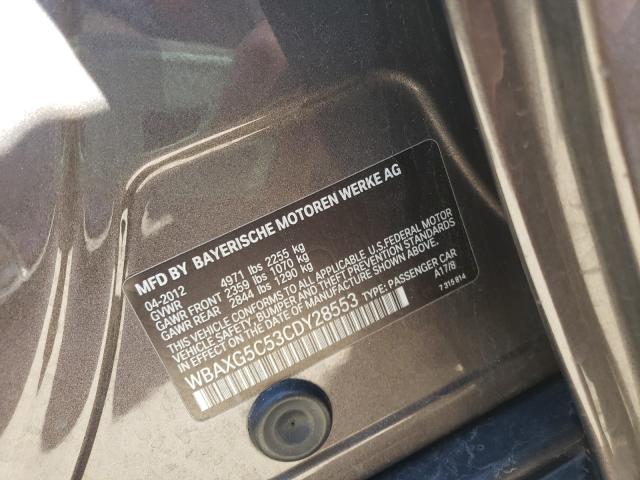 MFD BY BAYERISCHE MOTOREN WERKE AG
04-2012
GVWR 4971 lbs 2255 kg
GAWR FRONT 2359 lbs 1070 kg
GAWR REAR 2844 lbs 1290 kg
THIS VEHICLE CONFORMS TO ALL APPLICABLE U.S.FEDERAL MOTOR
VEHICLE SAFETY, BUMPER AND THEFT PREVENTION STANDARDS
IN EFFECT ON THE DATE OF MANUFACTURE SHOWN ABOVE.
WBAXG5C53CDY28553 TYPE: PASSENGER CAR
A17/8
7 315 814